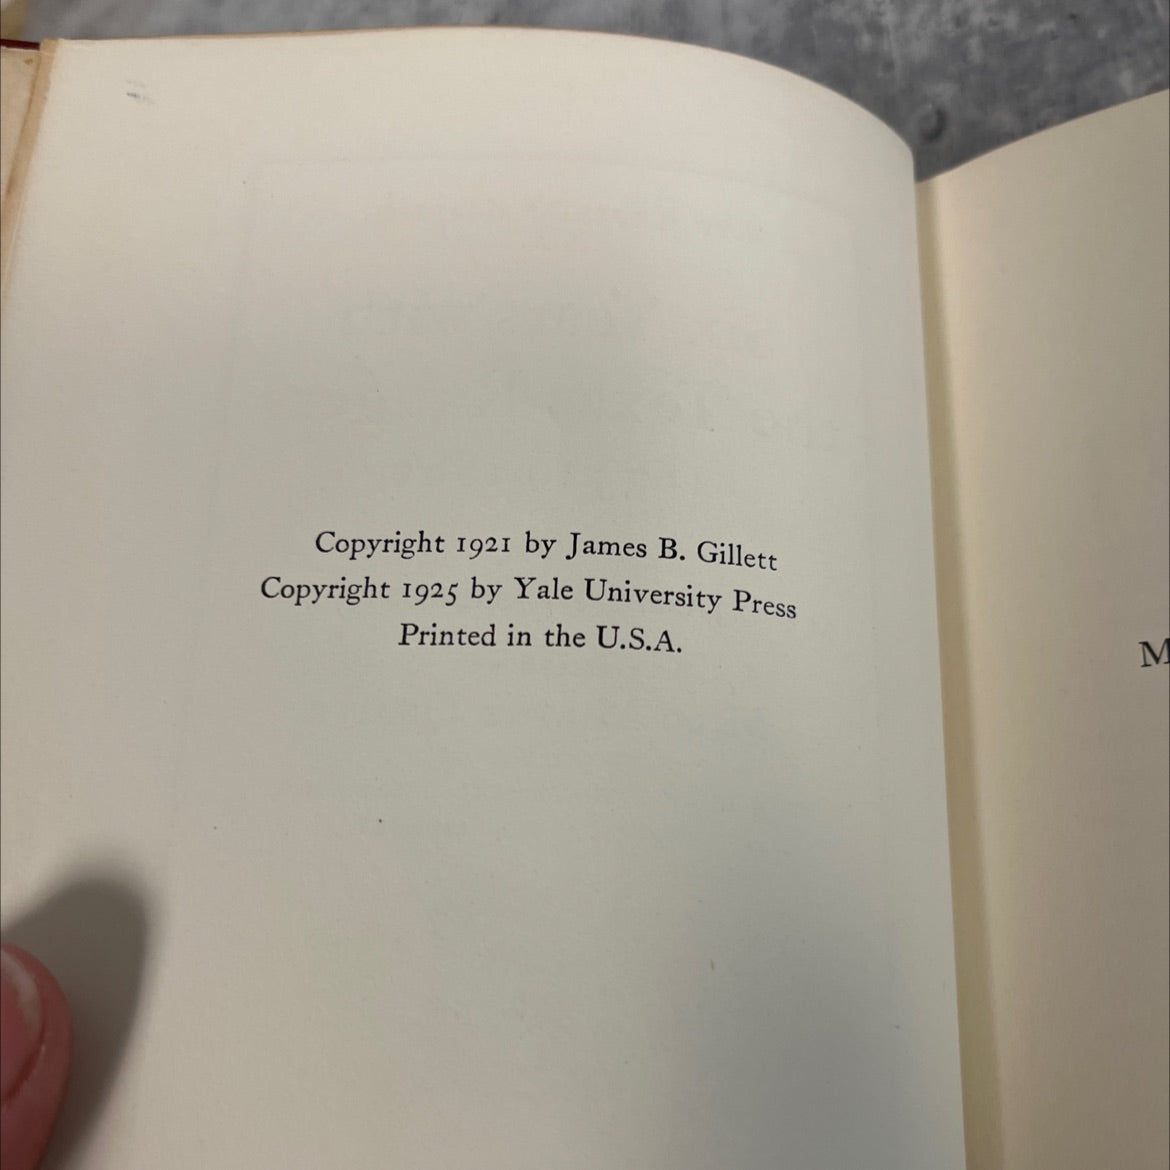 Copyright 1921 by James B. Gillett
Copyright 1925 by Yale University Press
Printed in the U.S.A.
M